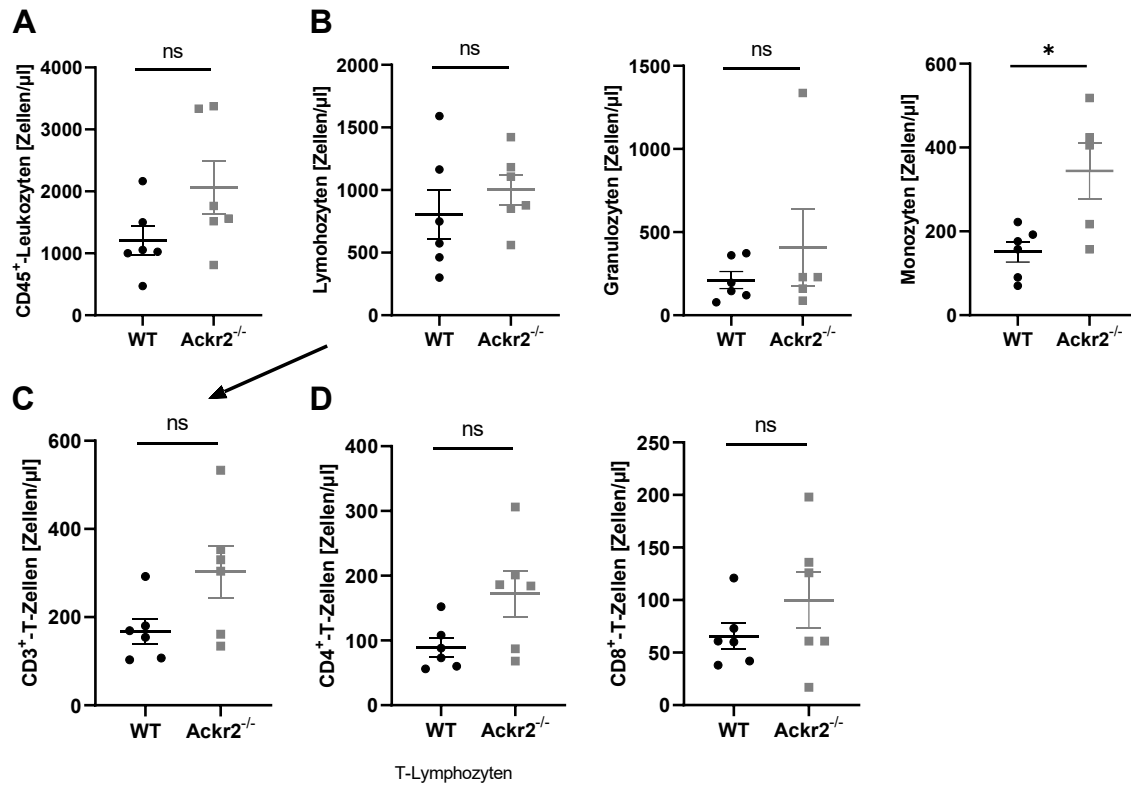 A
ns
CD45⁺-Leukozyten [Zellen/µl]
4000
3000
2000
1000
0
WT Ackr2⁻/⁻
B
ns
Lymohozyten [Zellen/µl]
2000
1500
1000
500
0
WT Ackr2⁻/⁻
ns
Granulozyten [Zellen/µl]
1500
1000
500
0
WT Ackr2⁻/⁻
*
Monozyten [Zellen/µl]
600
400
200
0
WT Ackr2⁻/⁻
C
ns
CD3⁺-T-Zellen [Zellen/µl]
600
400
200
0
WT Ackr2⁻/⁻
D
ns
CD4⁺-T-Zellen [Zellen/µl]
400
300
200
100
0
WT Ackr2⁻/⁻
ns
CD8⁺-T-Zellen [Zellen/µl]
250
200
150
100
50
0
WT Ackr2⁻/⁻
T-Lymphozyten